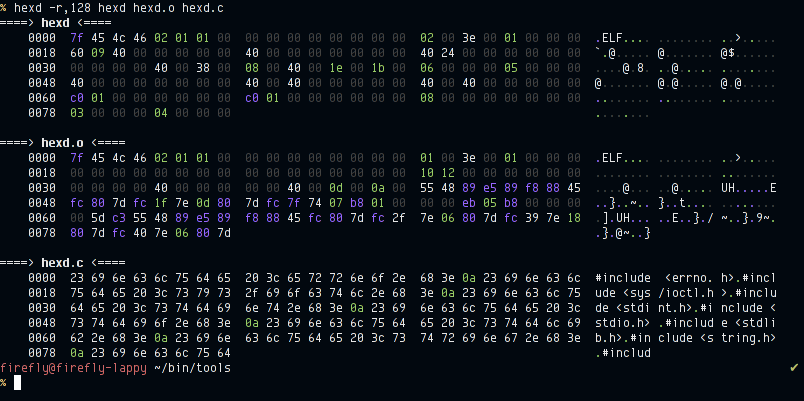 % hexd -r,128 hexd hexd.o hexd.c
====> hexd <====
0000 7f 45 4c 46 02 01 01 00 00 00 00 00 00 00 00 00 02 00 3e 00 01 00 00 00 .ELF.... ........ ..>.....
0018 60 09 40 00 00 00 00 00 40 00 00 00 00 00 00 00 40 24 00 00 00 00 00 00 `.@..... @....... @$......
0030 00 00 00 00 40 00 38 00 08 00 40 00 1e 00 1b 00 06 00 00 00 05 00 00 00 ....@.8. ..@..... ........
0048 40 00 00 00 00 00 00 00 40 00 40 00 00 00 00 00 40 00 40 00 00 00 00 00 @....... @.@..... @.@.....
0060 c0 01 00 00 00 00 00 00 c0 01 00 00 00 00 00 00 08 00 00 00 00 00 00 00 ........ ........ ........
0078 03 00 00 00 04 00 00 00 ........
====> hexd.o <====
0000 7f 45 4c 46 02 01 01 00 00 00 00 00 00 00 00 00 01 00 3e 00 01 00 00 00 .ELF.... ........ ..>.....
0018 00 00 00 00 00 00 00 00 00 00 00 00 00 00 00 00 10 12 00 00 00 00 00 00 ........ ........ ........
0030 00 00 00 00 40 00 00 00 00 00 40 00 0d 00 0a 00 55 48 89 e5 89 f8 88 45 ....@... ..@..... UH.....E
0048 fc 80 7d fc 1f 7e 0d 80 7d fc 7f 74 07 b8 01 00 00 00 eb 05 b8 00 00 00 ..}..~.. }..t.... ........
0060 00 5d c3 55 48 89 e5 89 f8 88 45 fc 80 7d fc 2f 7e 06 80 7d fc 39 7e 18 .].UH... ..E..}./ ~..}.9~.
0078 80 7d fc 40 7e 06 80 7d .}.@~..}
====> hexd.c <====
0000 23 69 6e 63 6c 75 64 65 20 3c 65 72 72 6e 6f 2e 68 3e 0a 23 69 6e 63 6c #include <errno. h>.#incl
0018 75 64 65 20 3c 73 79 73 2f 69 6f 63 74 6c 2e 68 3e 0a 23 69 6e 63 6c 75 ude <sys /ioctl.h >.#inclu
0030 64 65 20 3c 73 74 64 69 6e 74 2e 68 3e 0a 23 69 6e 63 6c 75 64 65 20 3c de <stdi nt.h>.#i nclude <
0048 73 74 64 69 6f 2e 68 3e 0a 23 69 6e 63 6c 75 64 65 20 3c 73 74 64 6c 69 stdio.h> .#includ e <stdli
0060 62 2e 68 3e 0a 23 69 6e 63 6c 75 64 65 20 3c 73 74 72 69 6e 67 2e 68 3e b.h>.#in clude <s tring.h>
0078 0a 23 69 6e 63 6c 75 64 .#includ
firefly@firefly-lappy ~/bin/tools ✔
%